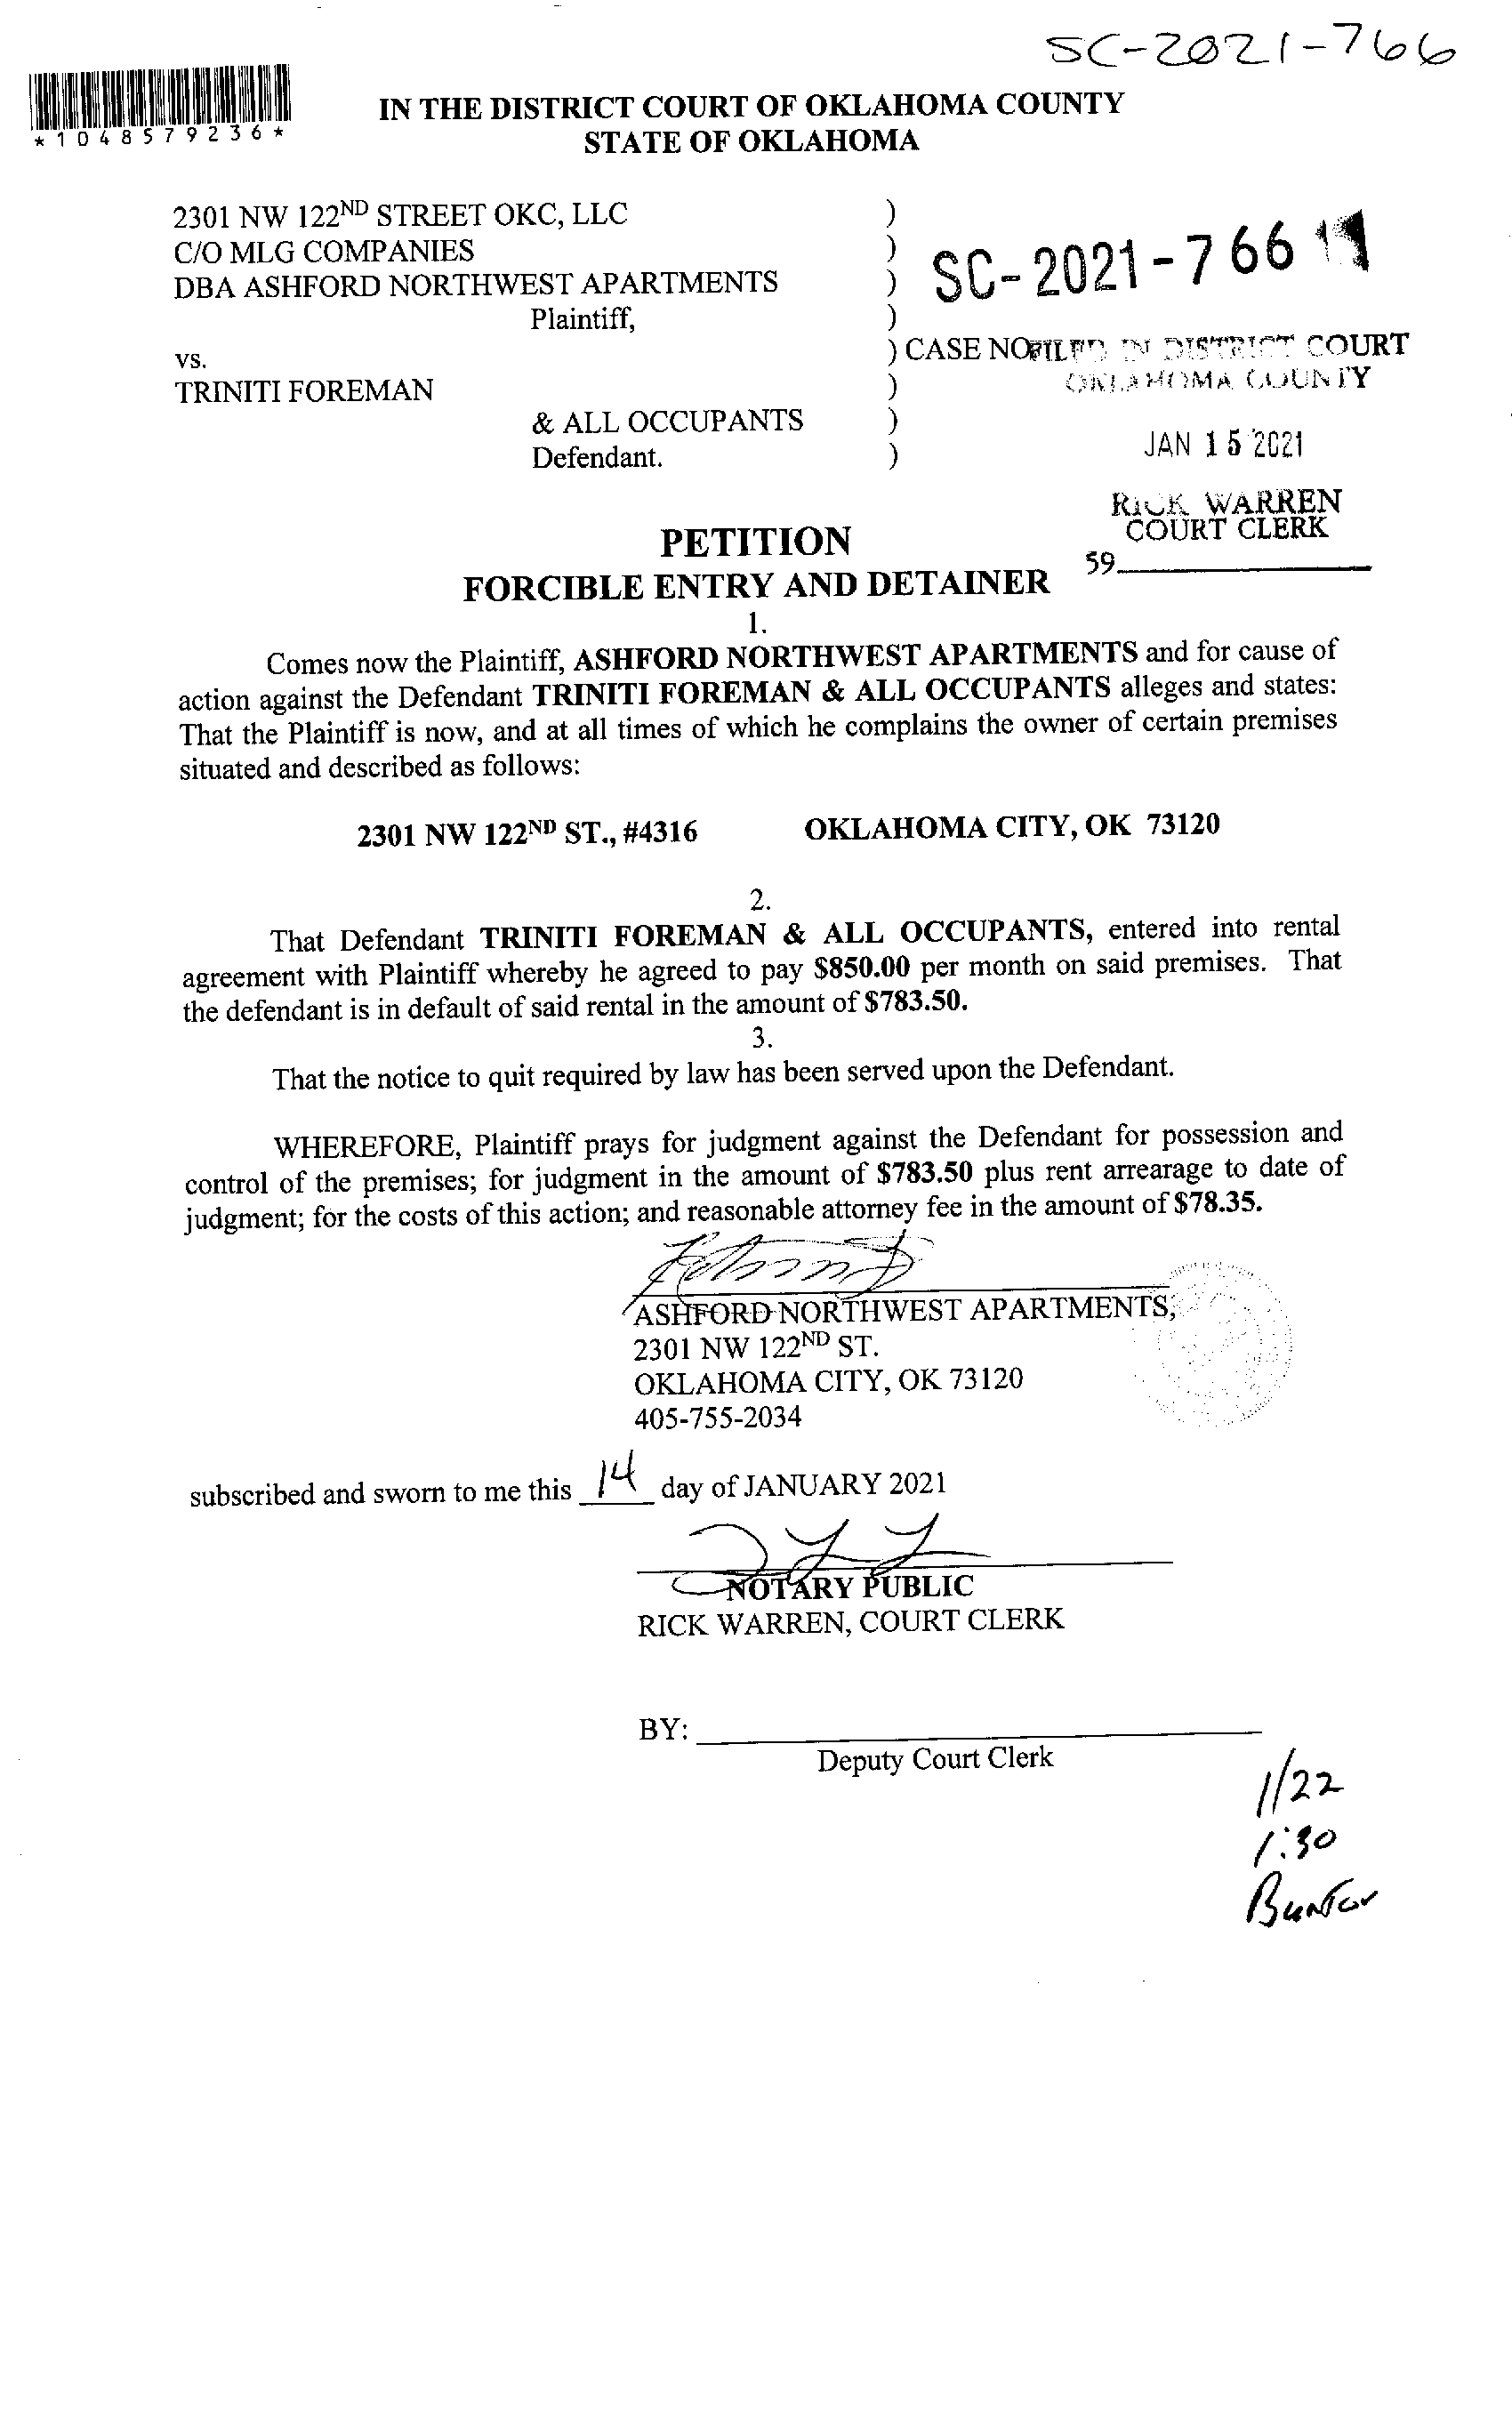 SC-2021-766
*1048579236*
IN THE DISTRICT COURT OF OKLAHOMA COUNTY
STATE OF OKLAHOMA
2301 NW 122ND STREET OKC, LLC )
C/O MLG COMPANIES )
DBA ASHFORD NORTHWEST APARTMENTS ) SC-2021-766
Plaintiff, )
vs. ) CASE NO FILED IN DISTRICT COURT
TRINITI FOREMAN ) OKLAHOMA COUNTY
& ALL OCCUPANTS )
Defendant. ) JAN 15 2021
RICK WARREN
COURT CLERK
59
PETITION
FORCIBLE ENTRY AND DETAINER
1.
Comes now the Plaintiff, ASHFORD NORTHWEST APARTMENTS and for cause of
action against the Defendant TRINITI FOREMAN & ALL OCCUPANTS alleges and states:
That the Plaintiff is now, and at all times of which he complains the owner of certain premises
situated and described as follows:
2301 NW 122ND ST., #4316 OKLAHOMA CITY, OK 73120
2.
That Defendant TRINITI FOREMAN & ALL OCCUPANTS, entered into rental
agreement with Plaintiff whereby he agreed to pay $850.00 per month on said premises. That
the defendant is in default of said rental in the amount of $783.50.
3.
That the notice to quit required by law has been served upon the Defendant.
WHEREFORE, Plaintiff prays for judgment against the Defendant for possession and
control of the premises; for judgment in the amount of $783.50 plus rent arrearage to date of
judgment; for the costs of this action; and reasonable attorney fee in the amount of $78.35.
ASHFORD NORTHWEST APARTMENTS,
2301 NW 122ND ST.
OKLAHOMA CITY, OK 73120
405-755-2034
subscribed and sworn to me this 14 day of JANUARY 2021
NOTARY PUBLIC
RICK WARREN, COURT CLERK
BY:
Deputy Court Clerk
1/22
1:30